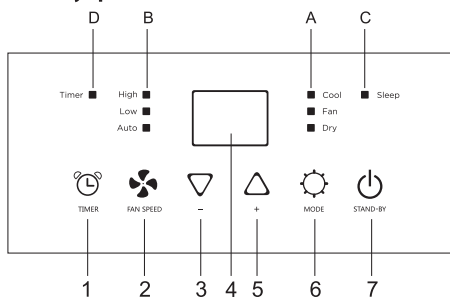 D B A C
Timer High Cool Sleep
Low Fan
Auto Dry
TIMER FAN SPEED − + MODE STAND-BY
1 2 3 4 5 6 7